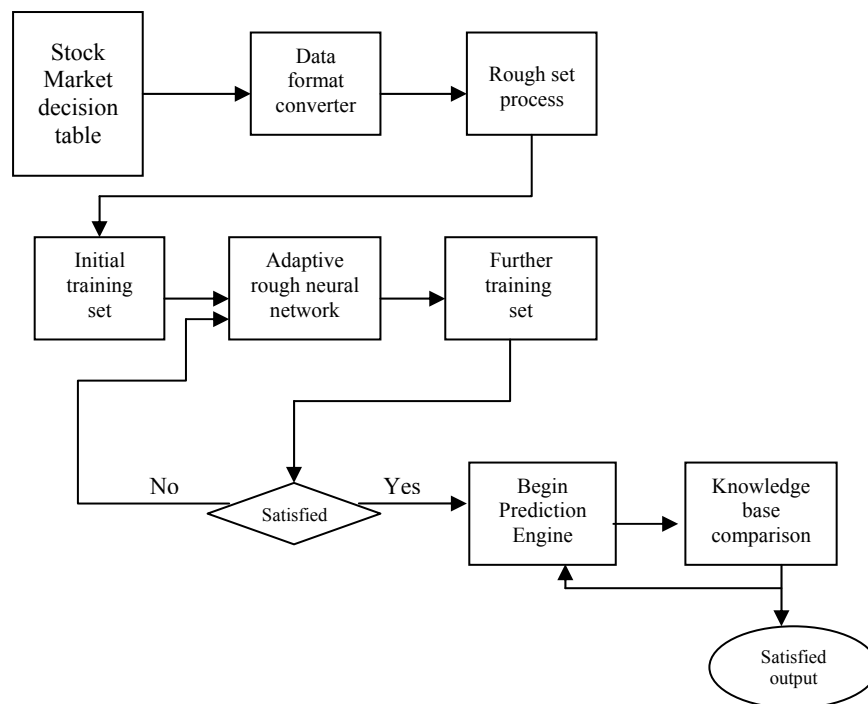 Stock
Market
decision
table
Data
format
converter
Rough set
process
Initial
training
set
Adaptive
rough neural
network
Further
training
set
No
Satisfied
Yes
Begin
Prediction
Engine
Knowledge
base
comparison
Satisfied
output